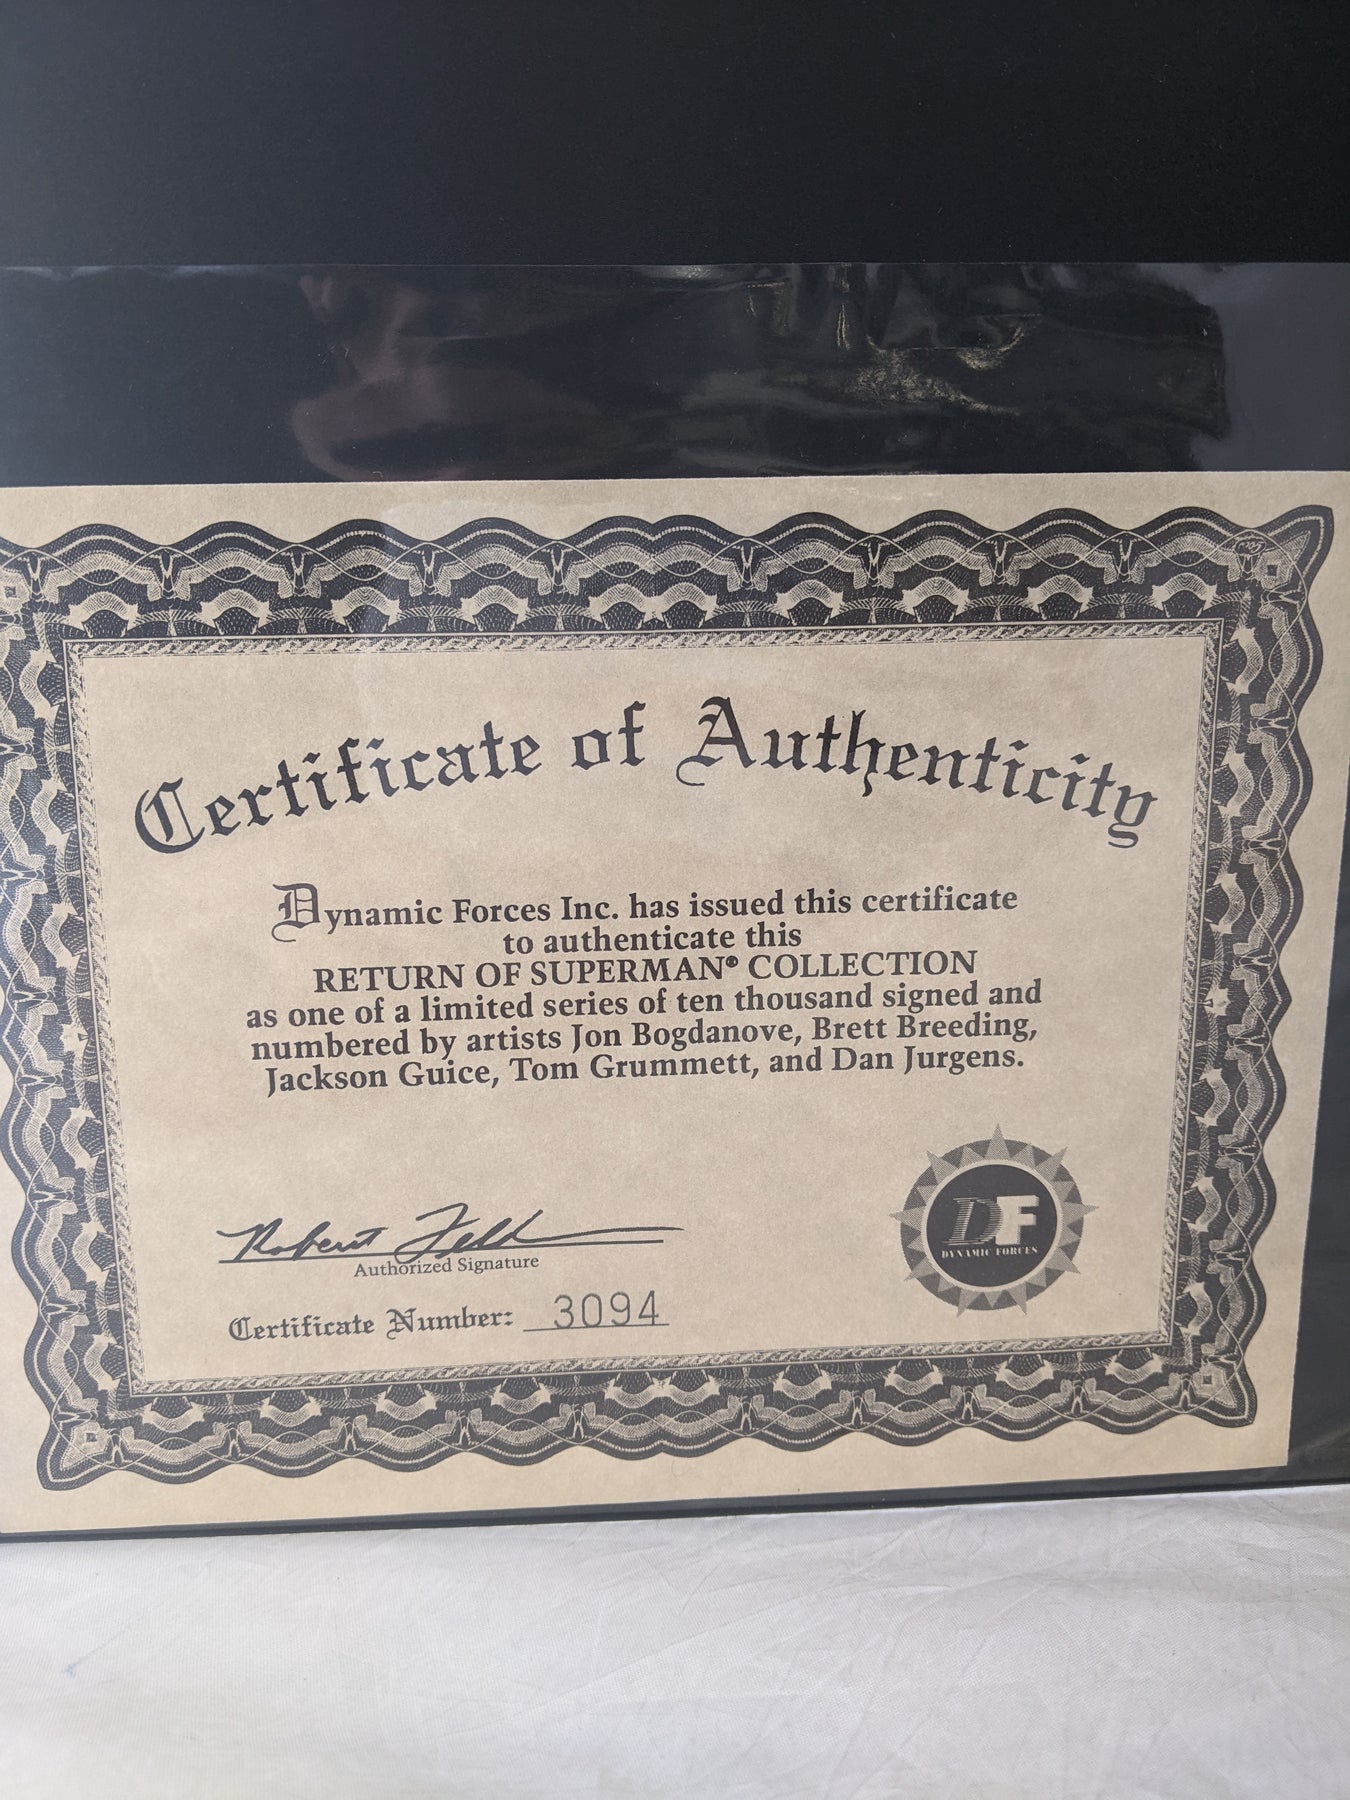 Certificate of Authenticity
Dynamic Forces Inc. has issued this certificate
to authenticate this
RETURN OF SUPERMAN® COLLECTION
as one of a limited series of ten thousand signed and
numbered by artists Jon Bogdanove, Brett Breeding,
Jackson Guice, Tom Grummett, and Dan Jurgens.
Robert
Authorized Signature
Certificate Number: 3094
DF
DYNAMIC FORCES